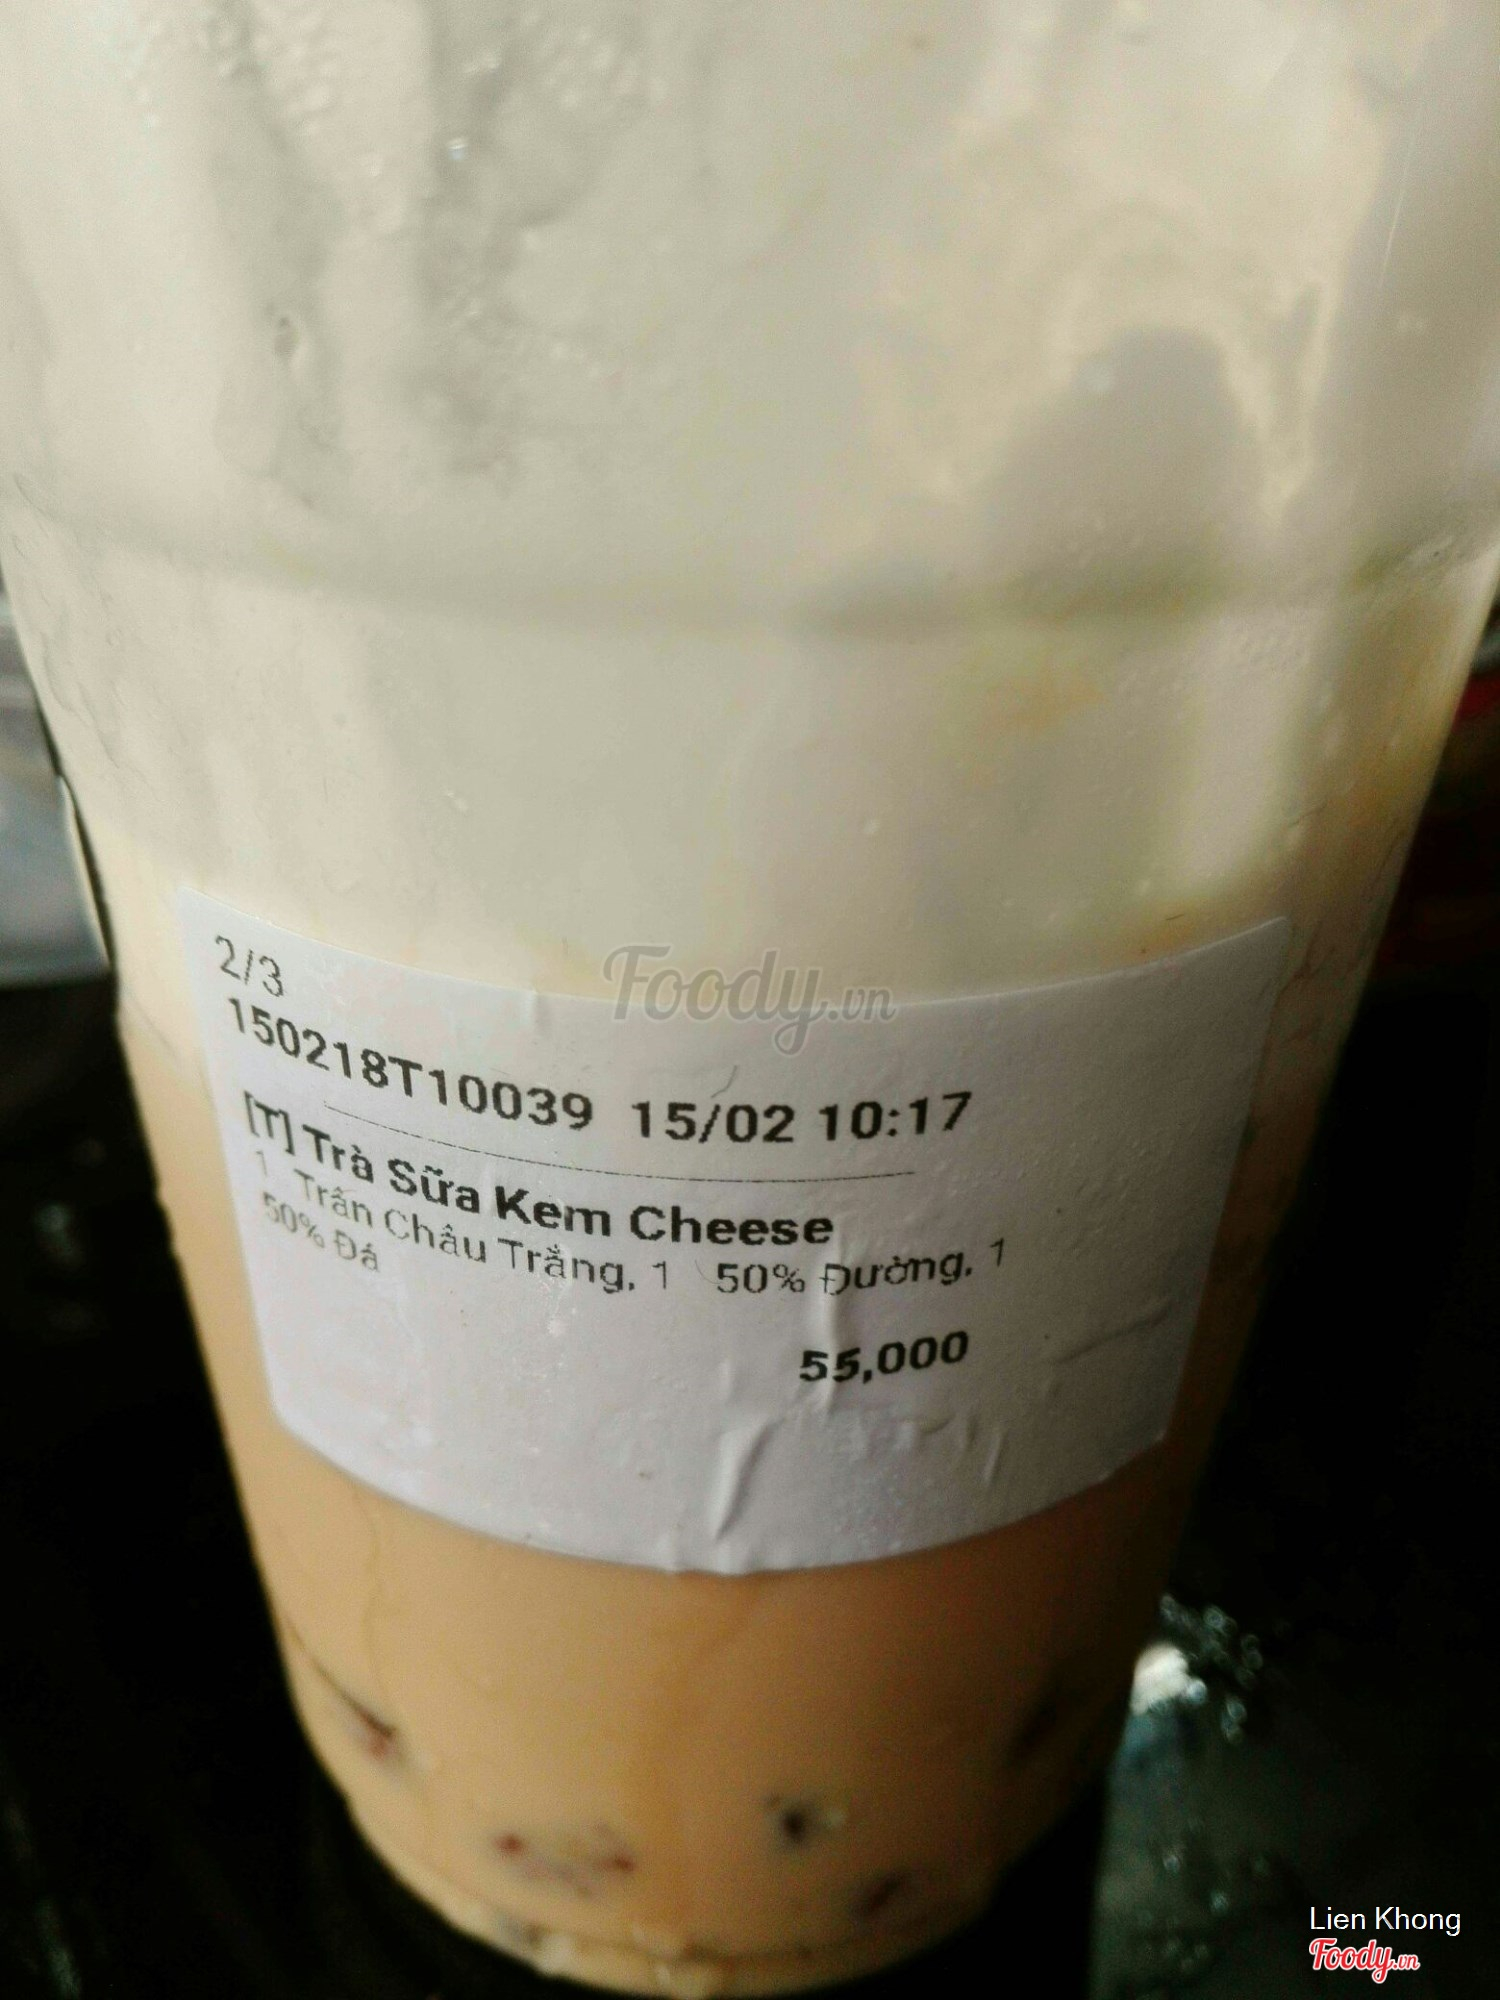 Foody.vn
2/3
150218T10039 15/02 10:17
[T] Trà Sữa Kem Cheese
1 Trân Châu Trắng, 1 50% Đường, 1
50% Đá
55,000
Lien Khong
Foody.vn